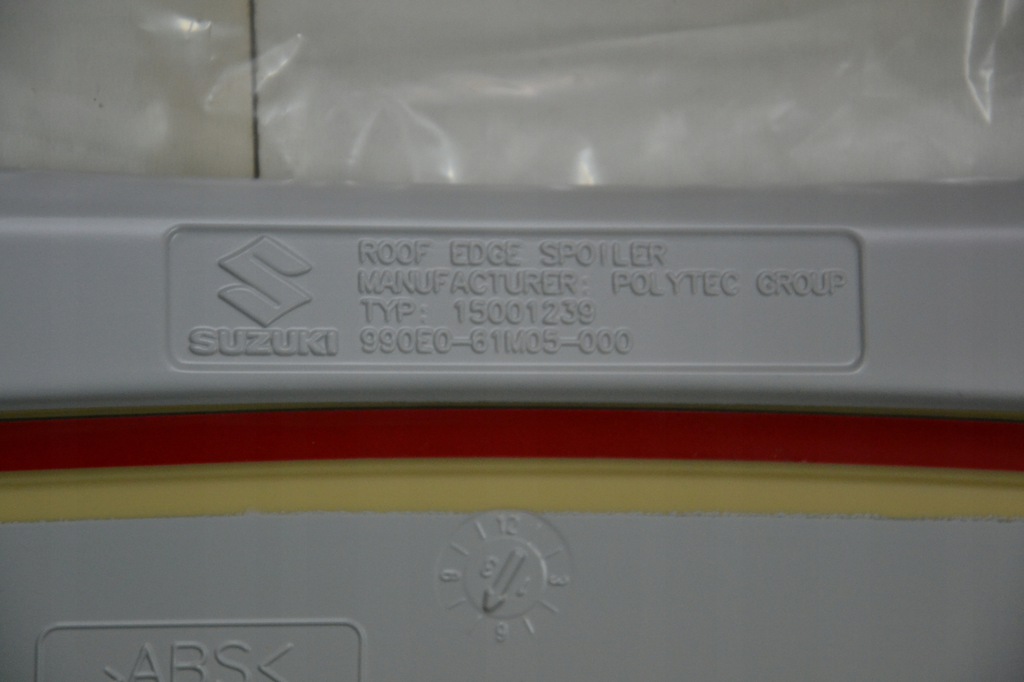 ROOF EDGE SPOILER
MANUFACTURER: POLYTEC GROUP
TYP: 15001239
SUZUKI 990E0-61M05-000
12
9 3
6
>ABS<